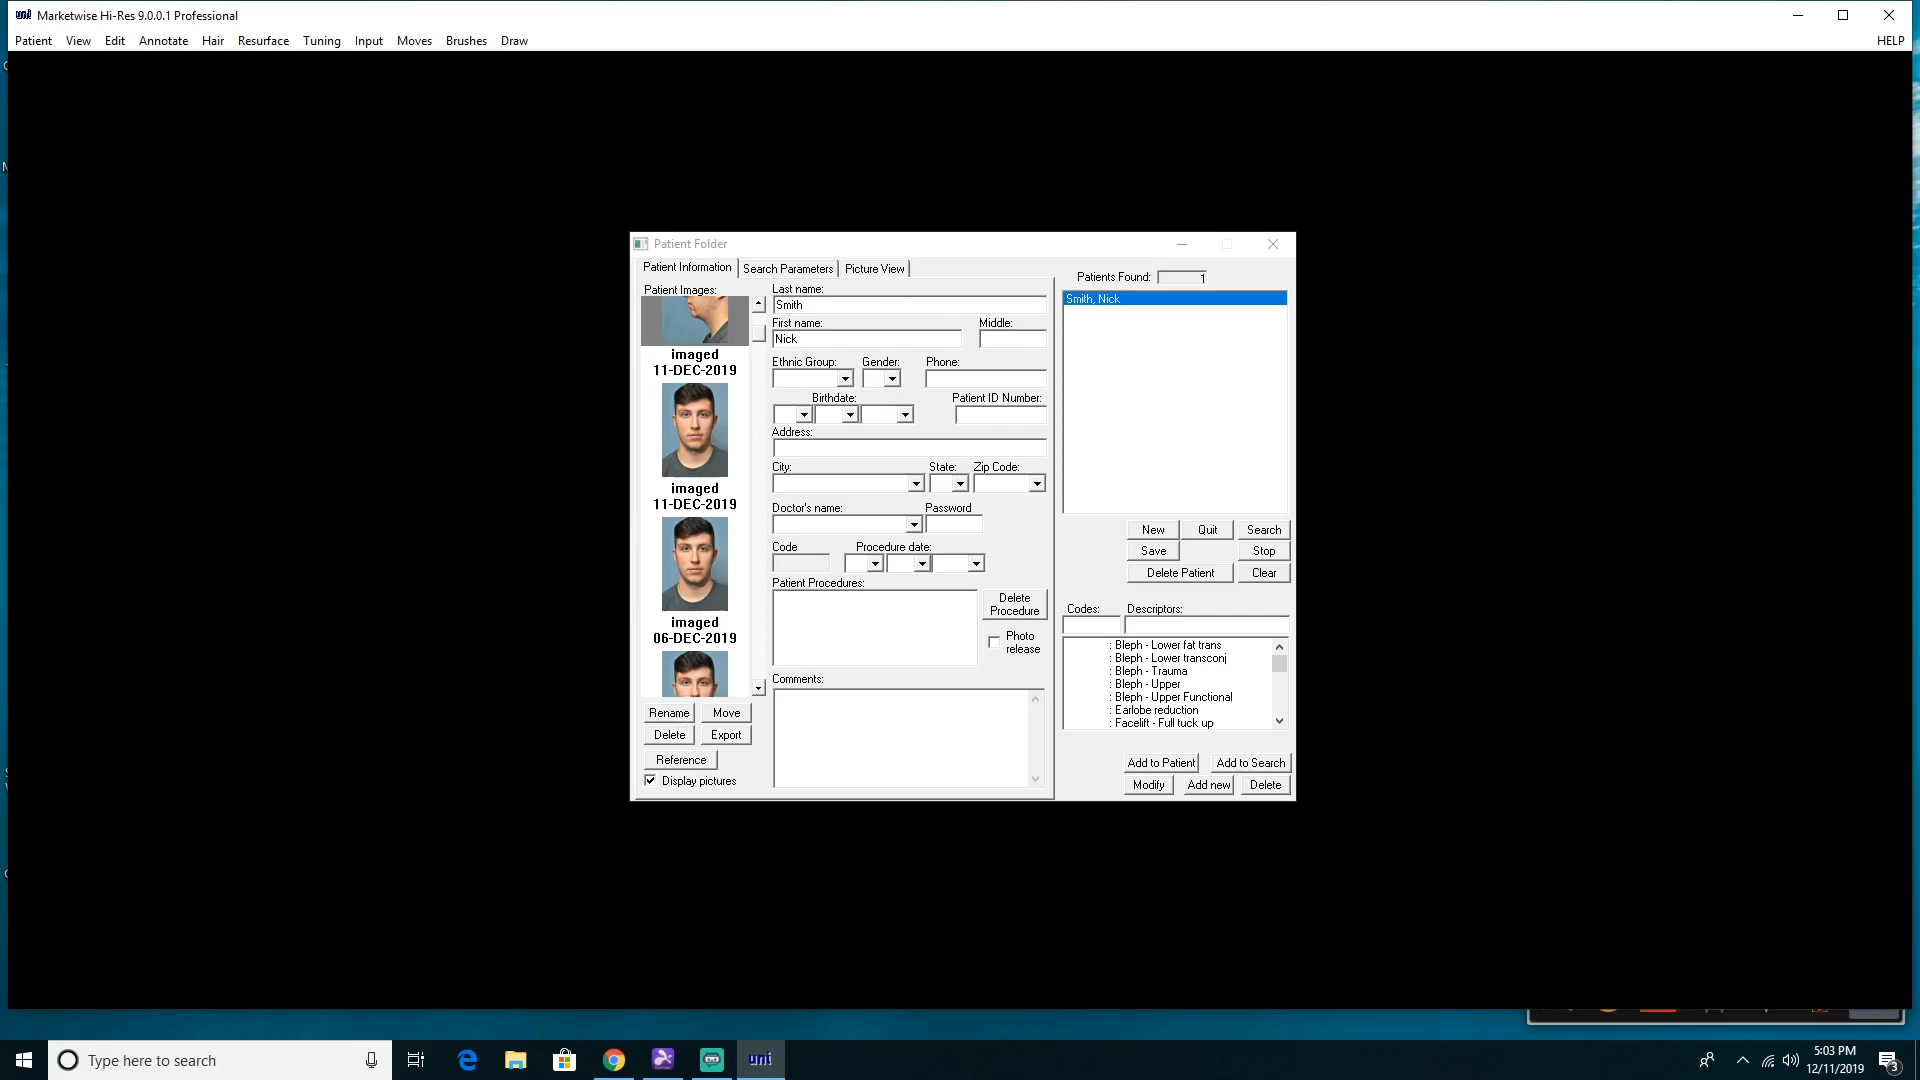 uni Marketwise Hi-Res 9.0.0.1 Professional
Patient View Edit Annotate Hair Resurface Tuning Input Moves Brushes Draw HELP
Patient Folder
Patient Information Search Parameters Picture View
Patients Found: 1
Patient Images:
Last name:
Smith
Smith, Nick
First name: Middle:
Nick
imaged
11-DEC-2019
Ethnic Group: Gender: Phone:
Birthdate: Patient ID Number:
Address:
City: State: Zip Code:
imaged
11-DEC-2019
Doctor's name: Password
Code Procedure date:
Patient Procedures:
Delete
Procedure
imaged
06-DEC-2019
Photo
release
Comments:
Rename Move
Delete Export
Reference
Display pictures
New Quit Search
Save Stop
Delete Patient Clear
Codes: Descriptors:
: Bleph - Lower fat trans
: Bleph - Lower transconj
: Bleph - Trauma
: Bleph - Upper
: Bleph - Upper Functional
: Earlobe reduction
: Facelift - Full tuck up
Add to Patient Add to Search
Modify Add new Delete
Type here to search
uni
5:03 PM
12/11/2019
3